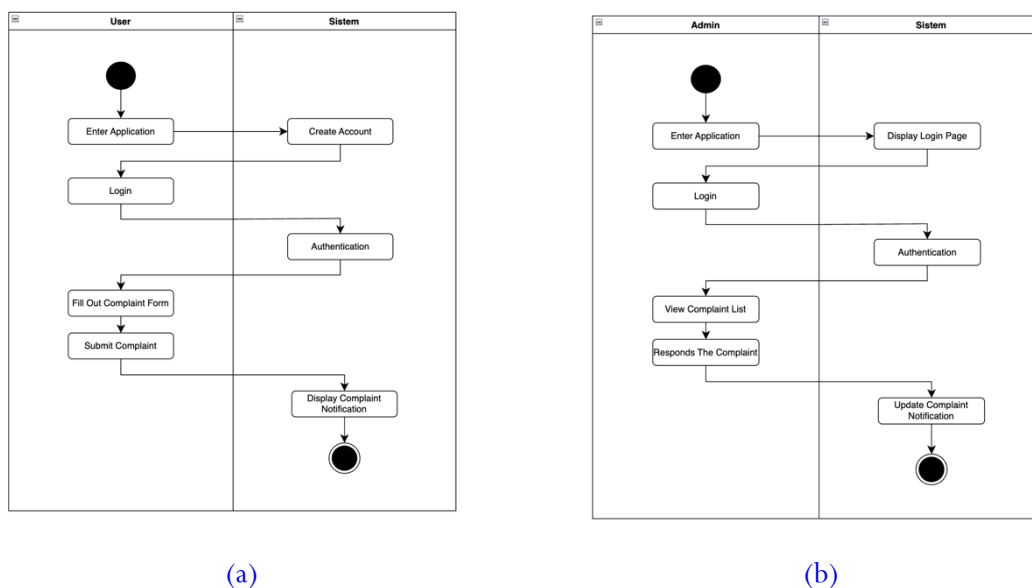 User
Sistem
Enter Application
Create Account
Login
Authentication
Fill Out Complaint Form
Submit Complaint
Display Complaint
Notification
(a)
Admin
Sistem
Enter Application
Display Login Page
Login
Authentication
View Complaint List
Responds The Complaint
Update Complaint
Notification
(b)